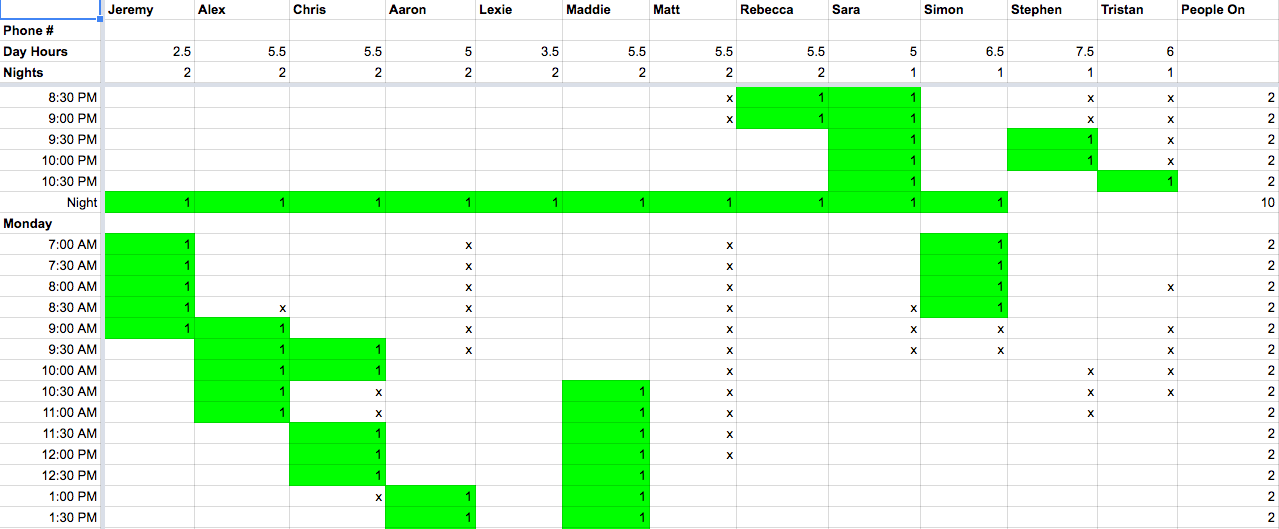 Jeremy Alex Chris Aaron Lexie Maddie Matt Rebecca Sara Simon Stephen Tristan People On
Phone #
Day Hours 2.5 5.5 5.5 5 3.5 5.5 5.5 5.5 5 6.5 7.5 6
Nights 2 2 2 2 2 2 2 2 1 1 1 1
8:30 PM x 1 1 x x 2
9:00 PM x 1 1 x x 2
9:30 PM 1 1 x 2
10:00 PM 1 1 x 2
10:30 PM 1 1 2
Night 1 1 1 1 1 1 1 1 1 1 10
Monday
7:00 AM 1 x x 1 2
7:30 AM 1 x x 1 2
8:00 AM 1 x x 1 x 2
8:30 AM 1 x x x x 1 2
9:00 AM 1 1 x x x x x 2
9:30 AM 1 1 x x x x x 2
10:00 AM 1 1 x x x 2
10:30 AM 1 x 1 x x x 2
11:00 AM 1 x 1 x x 2
11:30 AM 1 1 x 2
12:00 PM 1 1 x 2
12:30 PM 1 1 2
1:00 PM x 1 1 2
1:30 PM 1 1 2